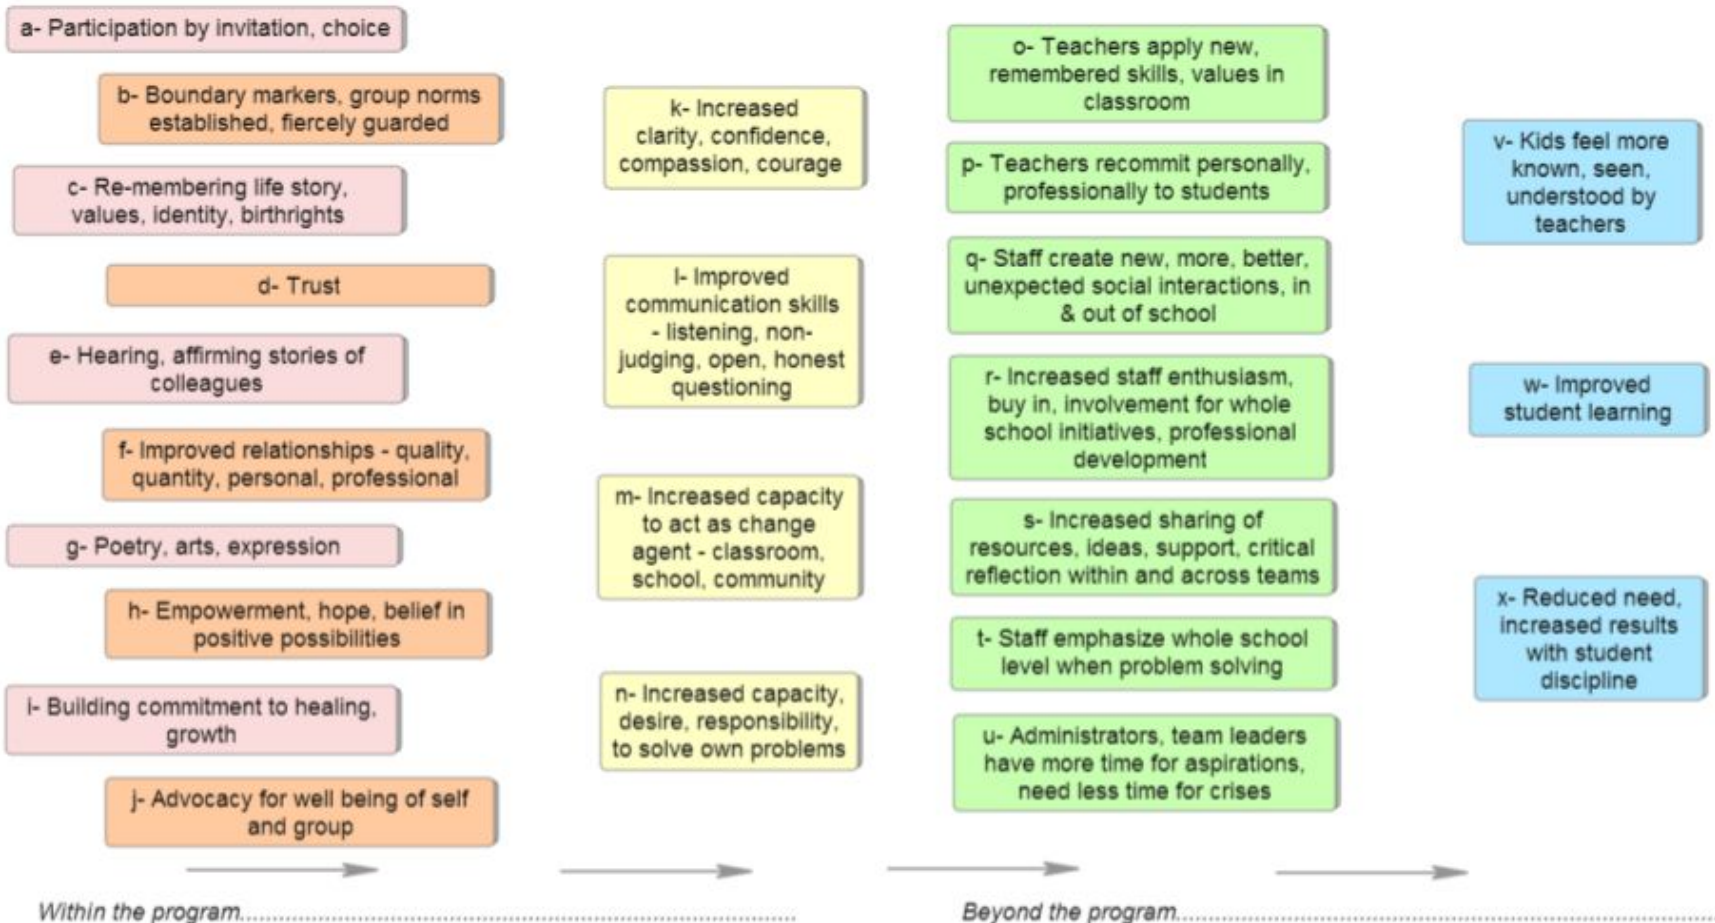 a- Participation by invitation, choice
b- Boundary markers, group norms
established, fiercely guarded
c- Re-membering life story,
values, identity, birthrights
d- Trust
e- Hearing, affirming stories of
colleagues
f- Improved relationships - quality,
quantity, personal, professional
g- Poetry, arts, expression
h- Empowerment, hope, belief in
positive possibilities
i- Building commitment to healing,
growth
j- Advocacy for well being of self
and group
k- Increased
clarity, confidence,
compassion, courage
l- Improved
communication skills
- listening, non-
judging, open, honest
questioning
m- Increased capacity
to act as change
agent - classroom,
school, community
n- Increased capacity,
desire, responsibility,
to solve own problems
o- Teachers apply new,
remembered skills, values in
classroom
p- Teachers recommit personally,
professionally to students
q- Staff create new, more, better,
unexpected social interactions, in
& out of school
r- Increased staff enthusiasm,
buy in, involvement for whole
school initiatives, professional
development
s- Increased sharing of
resources, ideas, support, critical
reflection within and across teams
t- Staff emphasize whole school
level when problem solving
u- Administrators, team leaders
have more time for aspirations,
need less time for crises
v- Kids feel more
known, seen,
understood by
teachers
w- Improved
student learning
x- Reduced need,
increased results
with student
discipline
Within the program....................................................................................
Beyond the program....................................................................................